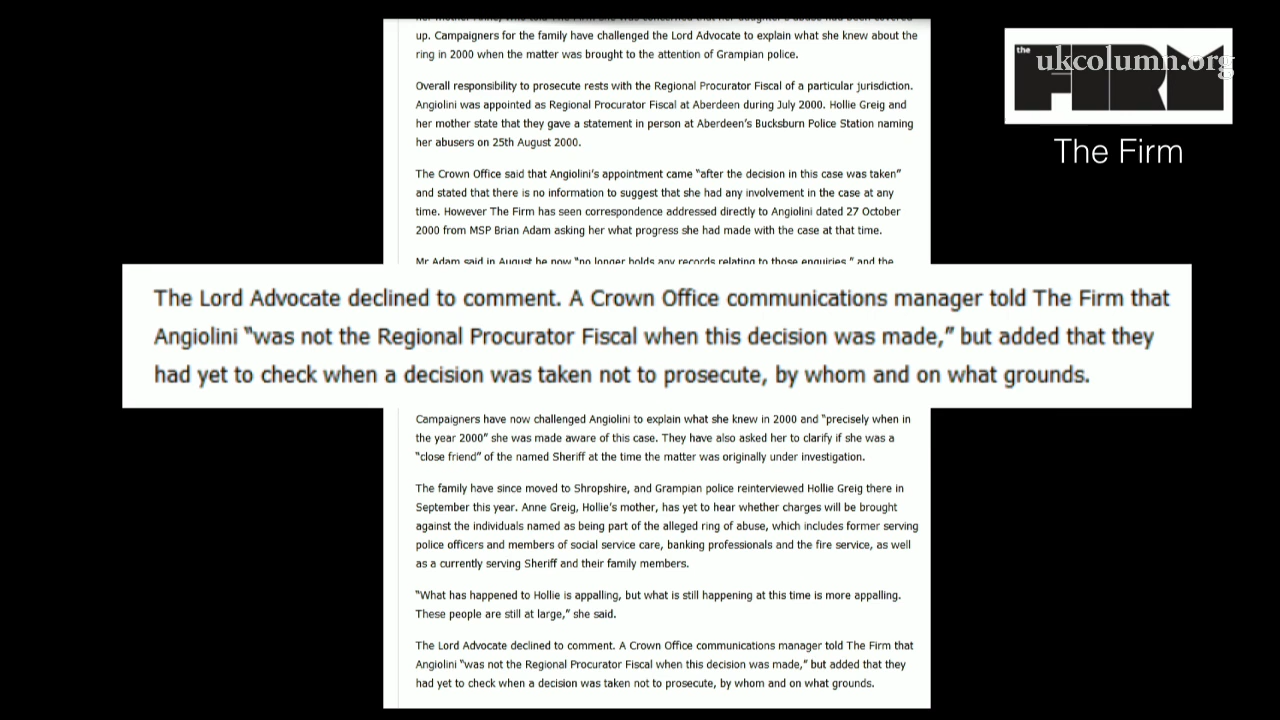 up. Campaigners for the family have challenged the Lord Advocate to explain what she knew about the
ring in 2000 when the matter was brought to the attention of Grampian police.
Overall responsibility to prosecute rests with the Regional Procurator Fiscal of a particular jurisdiction.
Angiolini was appointed as Regional Procurator Fiscal at Aberdeen during July 2000. Hollie Greig and
her mother state that they gave a statement in person at Aberdeen's Bucksburn Police Station naming
her abusers on 25th August 2000.
The Crown Office said that Angiolini's appointment came "after the decision in this case was taken"
and stated that there is no information to suggest that she had any involvement in the case at any
time. However The Firm has seen correspondence addressed directly to Angiolini dated 27 October
2000 from MSP Brian Adam asking her what progress she had made with the case at that time.
Mr Adam said in August he now "no longer holds any records relating to those enquiries," and the
The Lord Advocate declined to comment. A Crown Office communications manager told The Firm that
Angiolini "was not the Regional Procurator Fiscal when this decision was made," but added that they
had yet to check when a decision was taken not to prosecute, by whom and on what grounds.
Campaigners have now challenged Angiolini to explain what she knew in 2000 and "precisely when in
the year 2000" she was made aware of this case. They have also asked her to clarify if she was a
"close friend" of the named Sheriff at the time the matter was originally under investigation.
The family have since moved to Shropshire, and Grampian police reinterviewed Hollie Greig there in
September this year. Anne Greig, Hollie's mother, has yet to hear whether charges will be brought
against the individuals named as being part of the alleged ring of abuse, which includes former serving
police officers and members of social service care, banking professionals and the fire service, as well
as a currently serving Sheriff and their family members.
"What has happened to Hollie is appalling, but what is still happening at this time is more appalling.
These people are still at large," she said.
The Lord Advocate declined to comment. A Crown Office communications manager told The Firm that
Angiolini "was not the Regional Procurator Fiscal when this decision was made," but added that they
had yet to check when a decision was taken not to prosecute, by whom and on what grounds.
the
FIRM
ukcolumn.org
The Firm